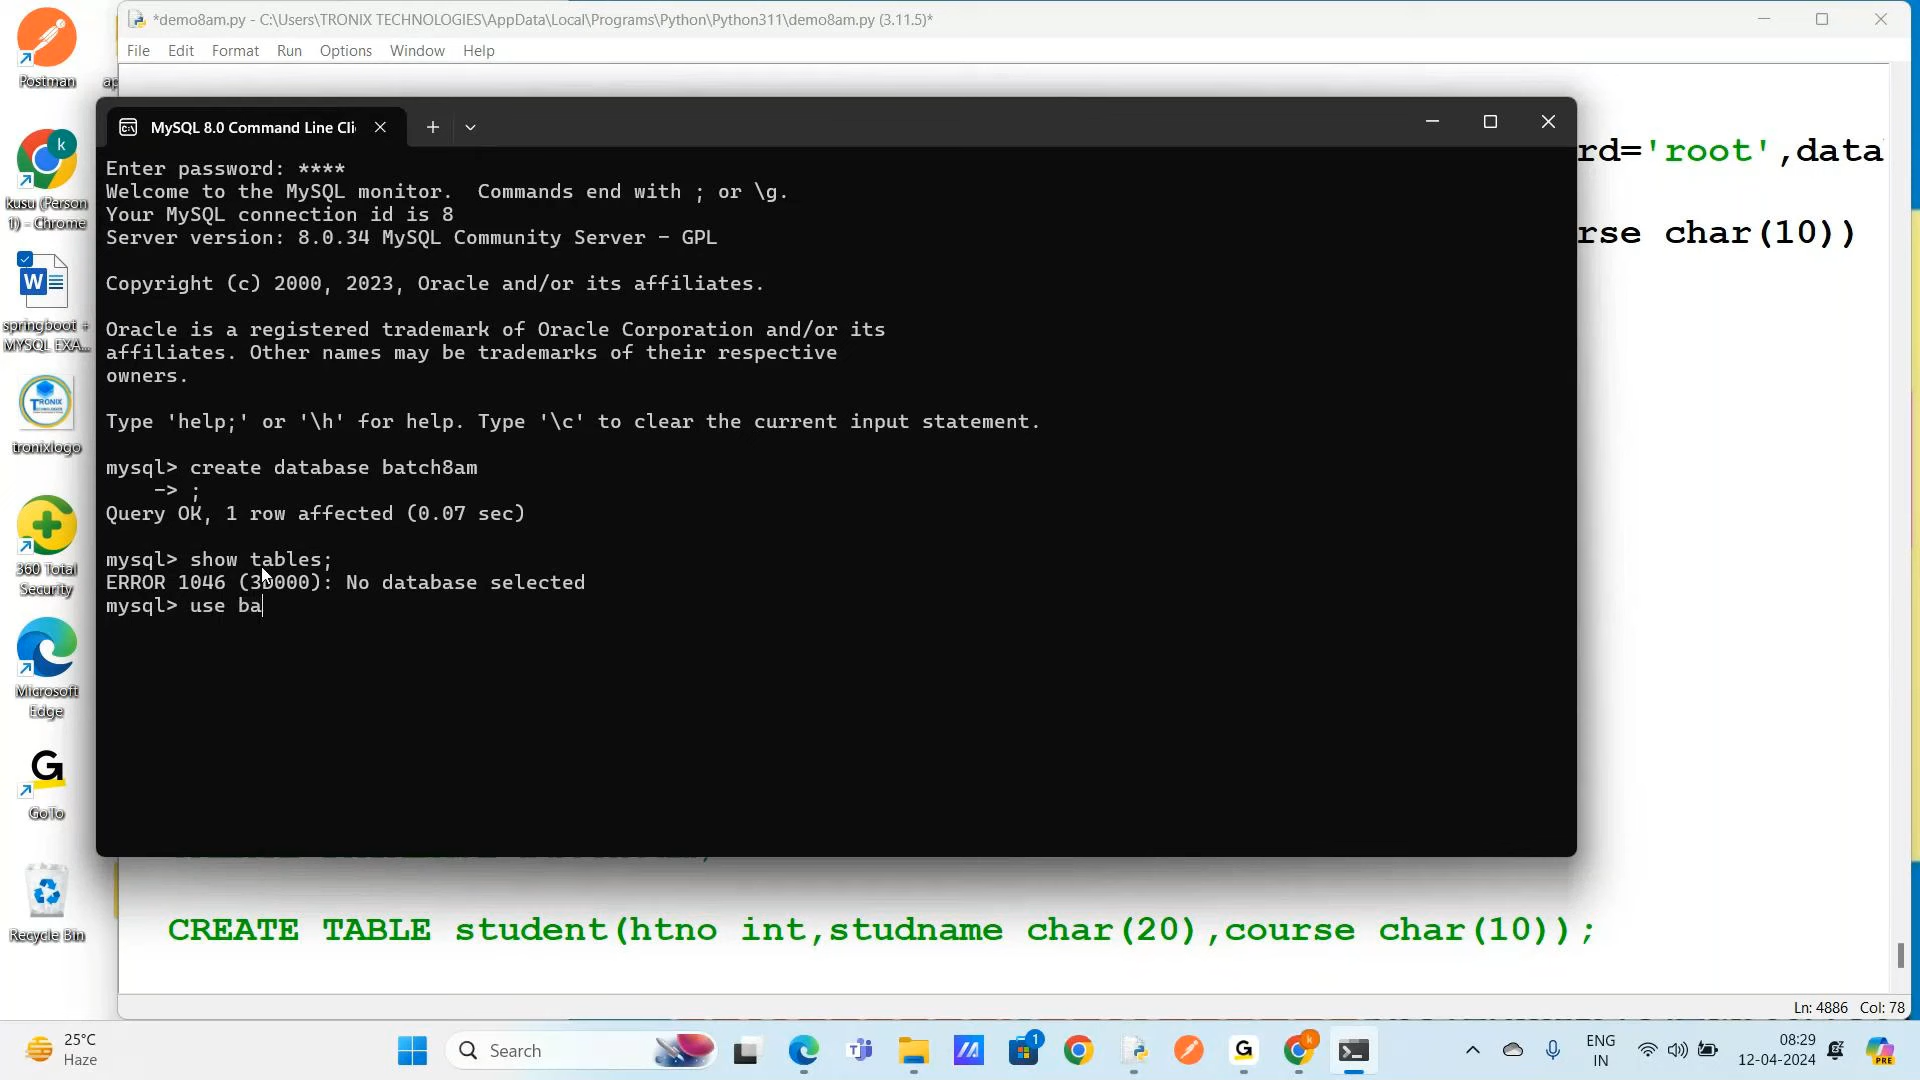 *demo8am.py - C:\Users\TRONIX TECHNOLOGIES\AppData\Local\Programs\Python\Python311\demo8am.py (3.11.5)*
File Edit Format Run Options Window Help
MySQL 8.0 Command Line Cli
rd='root',data
rse char(10))
Enter password: ****
Welcome to the MySQL monitor.  Commands end with ; or \g.
Your MySQL connection id is 8
Server version: 8.0.34 MySQL Community Server - GPL
Copyright (c) 2000, 2023, Oracle and/or its affiliates.
Oracle is a registered trademark of Oracle Corporation and/or its
affiliates. Other names may be trademarks of their respective
owners.
Type 'help;' or '\h' for help. Type '\c' to clear the current input statement.
mysql> create database batch8am
    -> ;
Query OK, 1 row affected (0.07 sec)
mysql> show tables;
ERROR 1046 (3D000): No database selected
mysql> use ba
CREATE TABLE student(htno int,studname char(20),course char(10));
Ln: 4886 Col: 78
Postman
ap
k
kusu (Person
1) - Chrome
W
springboot +
MYSQL EXA...
TRONIX
tronixlogo
360 Total
Security
Microsoft
Edge
G
GoTo
Recycle Bin
25°C
Haze
Search
1
G
k
ENG
IN
08:29
12-04-2024
PRE